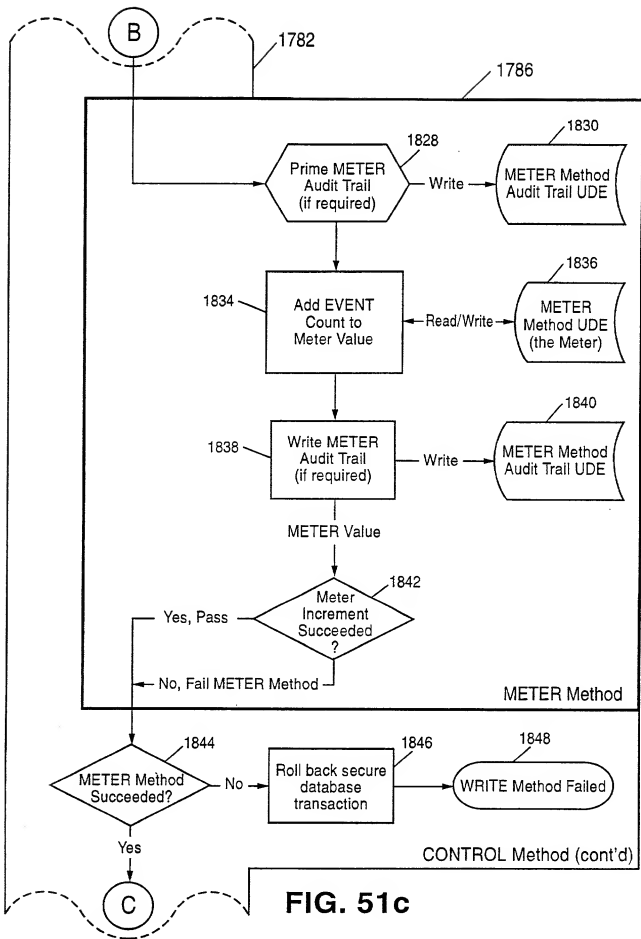 B
1782
1786
1828
Prime METER
Audit Trail
(if required)
Write
1830
METER Method
Audit Trail UDE
1834
Add EVENT
Count to
Meter Value
Read/Write
1836
METER
Method UDE
(the Meter)
1838
Write METER
Audit Trail
(if required)
Write
1840
METER Method
Audit Trail UDE
METER Value
1842
Meter
Increment
Succeeded
?
Yes, Pass
No, Fail METER Method
METER Method
1844
METER Method
Succeeded?
No
1846
Roll back secure
database
transaction
1848
WRITE Method Failed
Yes
CONTROL Method (cont'd)
C
FIG. 51c